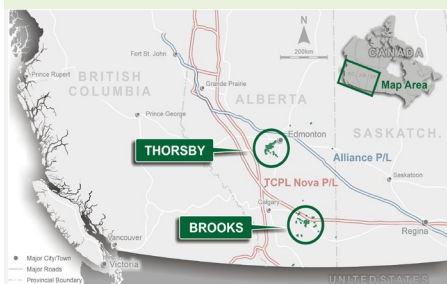 N
200km
CANADA
Map Area
Fort St. John
Prince Rupert
BRITISH
COLUMBIA
Grande Prairie
ALBERTA
Prince George
SASKATCH.
Edmonton
THORSBY
Alliance P/L
TCPL Nova P/L
Saskatoon
Calgary
BROOKS
Regina
Vancouver
Victoria
Major City/Town
Major Roads
Provincial Boundary
UNITED STATES